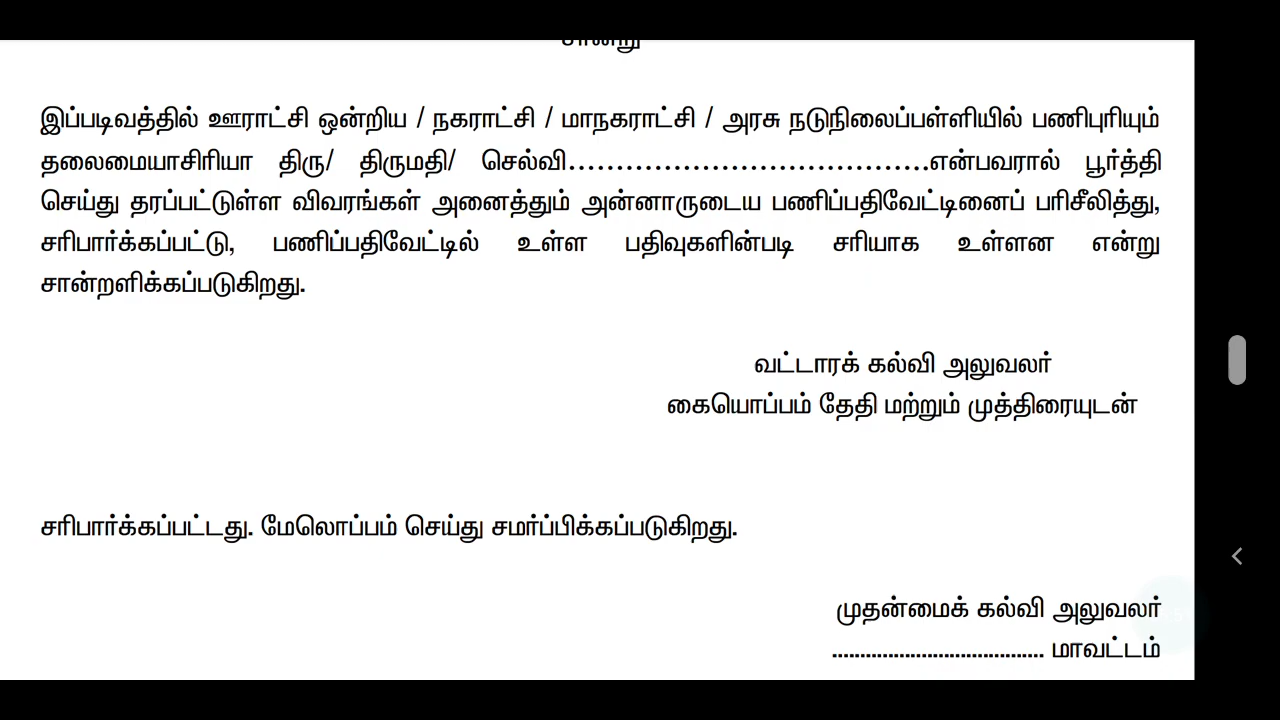 சான்று
இப்படிவத்தில் ஊராட்சி ஒன்றிய / நகராட்சி / மாநகராட்சி / அரசு நடுநிலைப்பள்ளியில் பணிபுரியும்
தலைமையாசிரியா திரு/ திருமதி/ செல்வி.......................................என்பவரால் பூர்த்தி
செய்து தரப்பட்டுள்ள விவரங்கள் அனைத்தும் அன்னாருடைய பணிப்பதிவேட்டினைப் பரிசீலித்து,
சரிபார்க்கப்பட்டு, பணிப்பதிவேட்டில் உள்ள பதிவுகளின்படி சரியாக உள்ளன என்று
சான்றளிக்கப்படுகிறது.
வட்டாரக் கல்வி அலுவலர்
கையொப்பம் தேதி மற்றும் முத்திரையுடன்
சரிபார்க்கப்பட்டது. மேலொப்பம் செய்து சமர்ப்பிக்கப்படுகிறது.
முதன்மைக் கல்வி அலுவலர்
...................................... மாவட்டம்